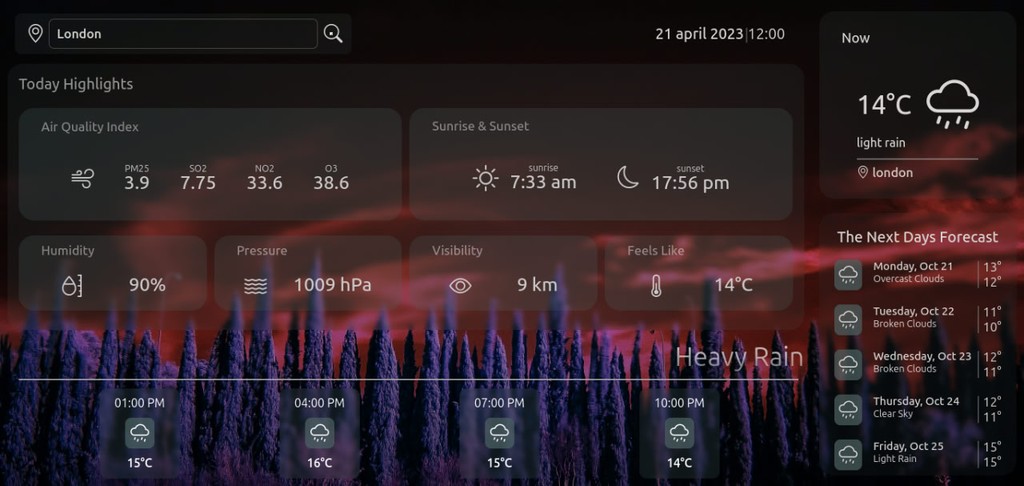 London
21 april 2023|12:00
Today Highlights
Air Quality Index
PM25 SO2 NO2 O3
3.9 7.75 33.6 38.6
Sunrise & Sunset
sunrise sunset
7:33 am 17:56 pm
Humidity
90%
Pressure
1009 hPa
Visibility
9 km
Feels Like
14°C
Heavy Rain
01:00 PM
15°C
04:00 PM
16°C
07:00 PM
15°C
10:00 PM
14°C
Now
14°C
light rain
london
The Next Days Forecast
Monday, Oct 21 13°
Overcast Clouds 12°
Tuesday, Oct 22 11°
Broken Clouds 10°
Wednesday, Oct 23 12°
Broken Clouds 11°
Thursday, Oct 24 12°
Clear Sky 11°
Friday, Oct 25 15°
Light Rain 15°